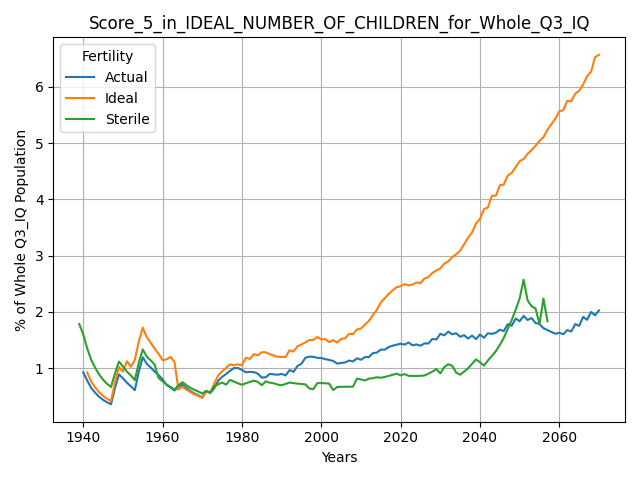 Score_5_in_IDEAL_NUMBER_OF_CHILDREN_for_Whole_Q3_IQ
Fertility
Actual
Ideal
Sterile
% of Whole Q3_IQ Population
6
5
4
3
2
1
1940 1960 1980 2000 2020 2040 2060
Years